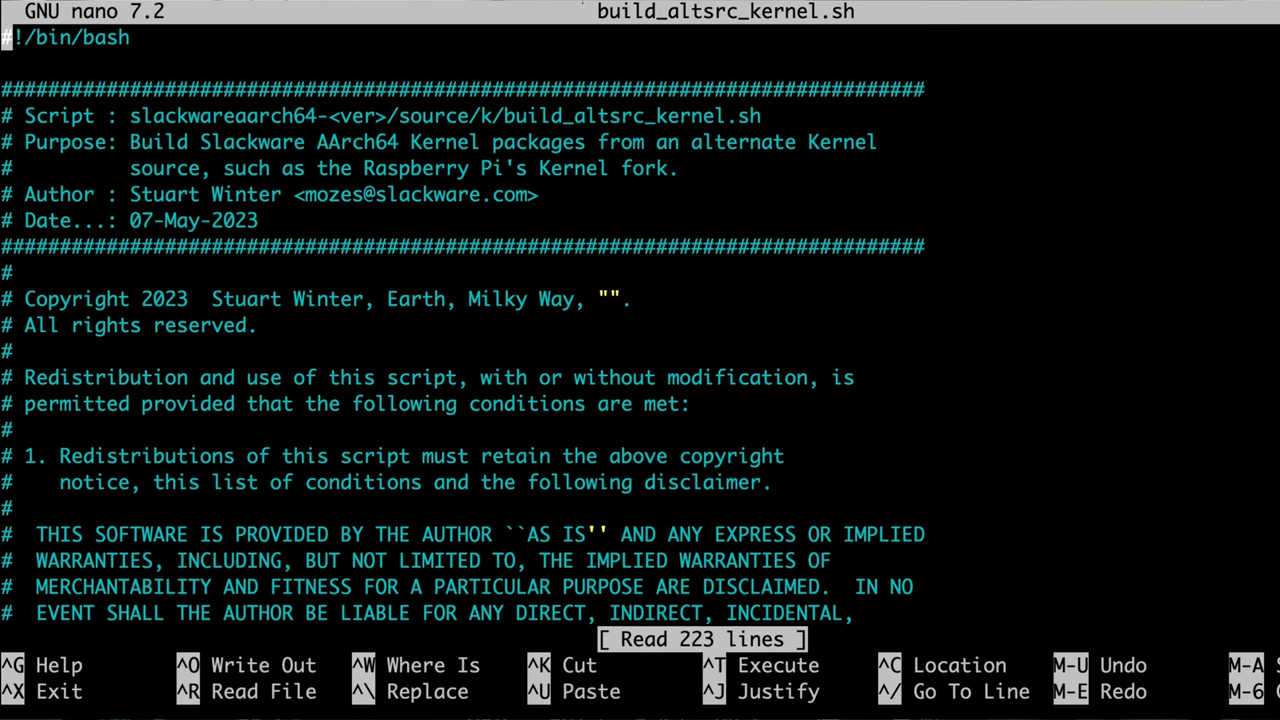 GNU nano 7.2 build_altsrc_kernel.sh
#!/bin/bash
###############################################################################
# Script : slackwareaarch64-<ver>/source/k/build_altsrc_kernel.sh
# Purpose: Build Slackware AArch64 Kernel packages from an alternate Kernel
#          source, such as the Raspberry Pi's Kernel fork.
# Author : Stuart Winter <mozes@slackware.com>
# Date...: 07-May-2023
###############################################################################
#
# Copyright 2023  Stuart Winter, Earth, Milky Way, "".
# All rights reserved.
#
# Redistribution and use of this script, with or without modification, is
# permitted provided that the following conditions are met:
#
# 1. Redistributions of this script must retain the above copyright
#    notice, this list of conditions and the following disclaimer.
#
#  THIS SOFTWARE IS PROVIDED BY THE AUTHOR ``AS IS'' AND ANY EXPRESS OR IMPLIED
#  WARRANTIES, INCLUDING, BUT NOT LIMITED TO, THE IMPLIED WARRANTIES OF
#  MERCHANTABILITY AND FITNESS FOR A PARTICULAR PURPOSE ARE DISCLAIMED.  IN NO
#  EVENT SHALL THE AUTHOR BE LIABLE FOR ANY DIRECT, INDIRECT, INCIDENTAL,
[ Read 223 lines ]
^G Help ^O Write Out ^W Where Is ^K Cut ^T Execute ^C Location M-U Undo M-A
^X Exit ^R Read File ^\ Replace ^U Paste ^J Justify ^/ Go To Line M-E Redo M-6